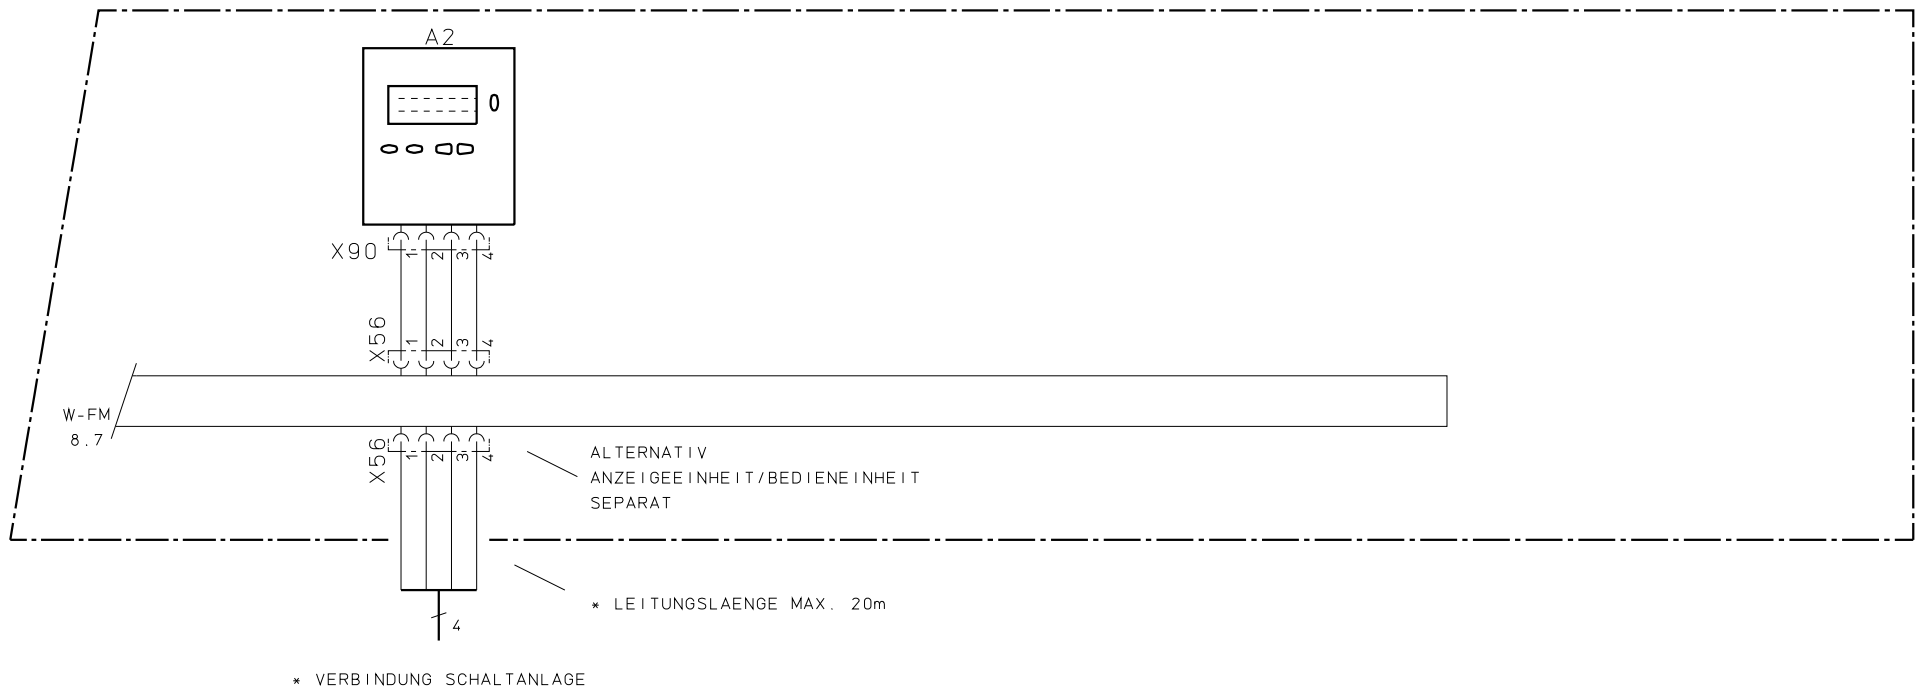 A2
X90
1 2 3 4
X56
1 2 3 4
W-FM
8.7
X56
1 2 3 4
ALTERNATIV
ANZEIGEEINHEIT/BEDIENEINHEIT
SEPARAT
* LEITUNGSLAENGE MAX. 20m
4
* VERBINDUNG SCHALTANLAGE